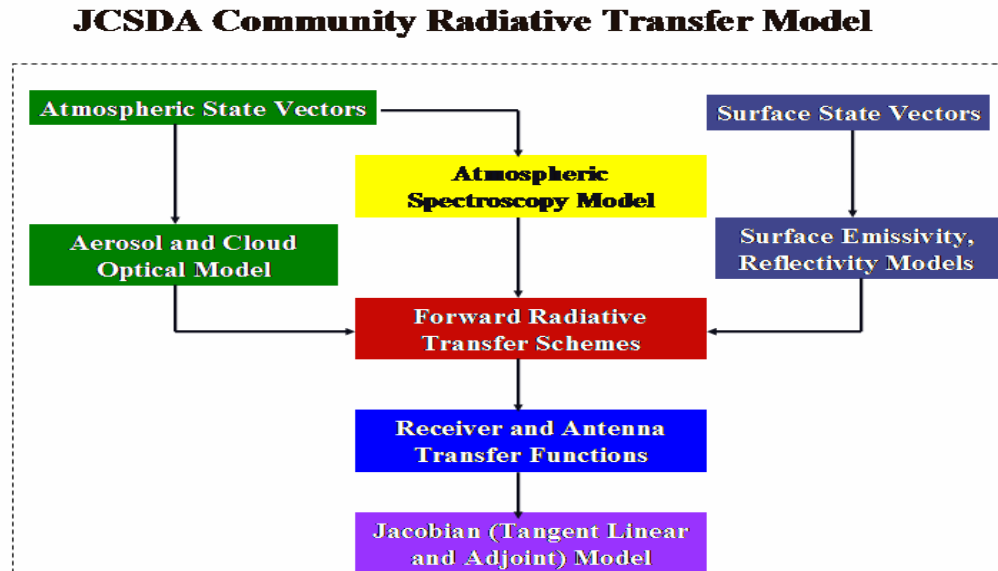 JCSDA Community Radiative Transfer Model
Atmospheric State Vectors
Surface State Vectors
Atmospheric
Spectroscopy Model
Aerosol and Cloud
Optical Model
Surface Emissivity,
Reflectivity Models
Forward Radiative
Transfer Schemes
Receiver and Antenna
Transfer Functions
Jacobian (Tangent Linear
and Adjoint) Model